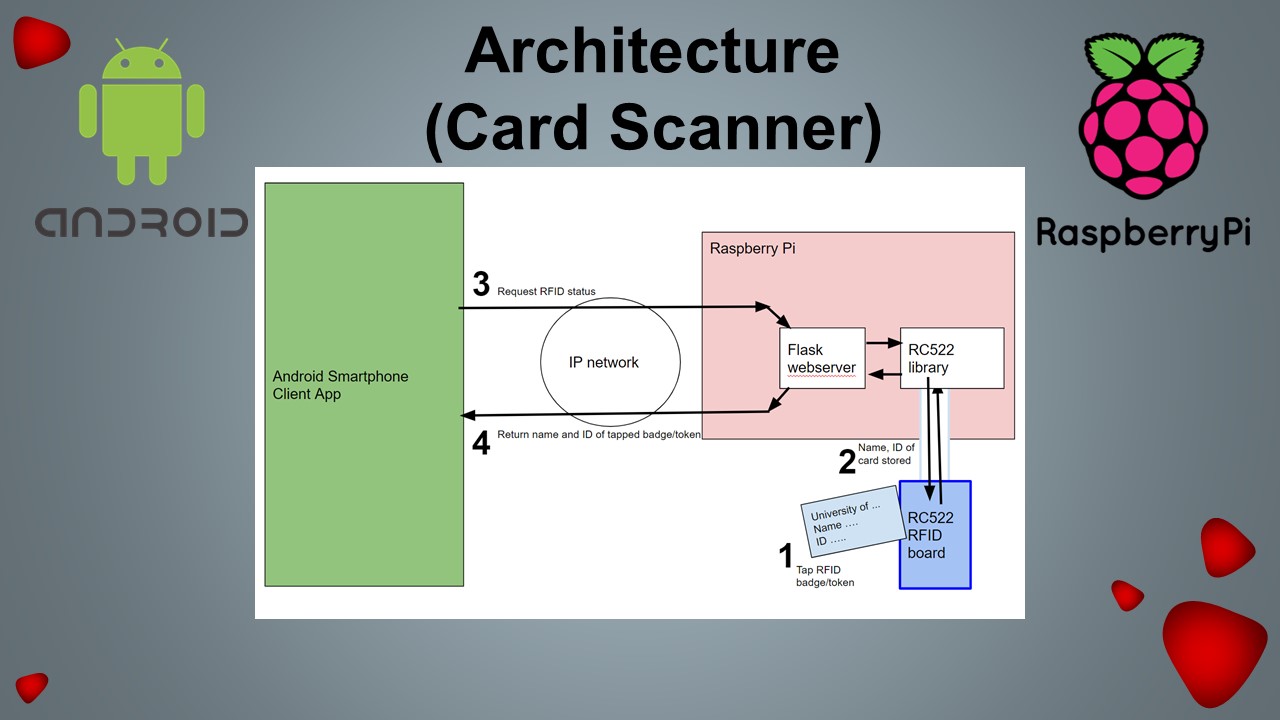 Architecture
(Card Scanner)
ANDROID
RaspberryPi
Raspberry Pi
3 Request RFID status
IP network
Flask
webserver
RC522
library
Android Smartphone
Client App
4 Return name and ID of tapped badge/token
2 Name, ID of
card stored
University of ...
Name ....
ID .....
RC522
RFID
board
1 Tap RFID
badge/token